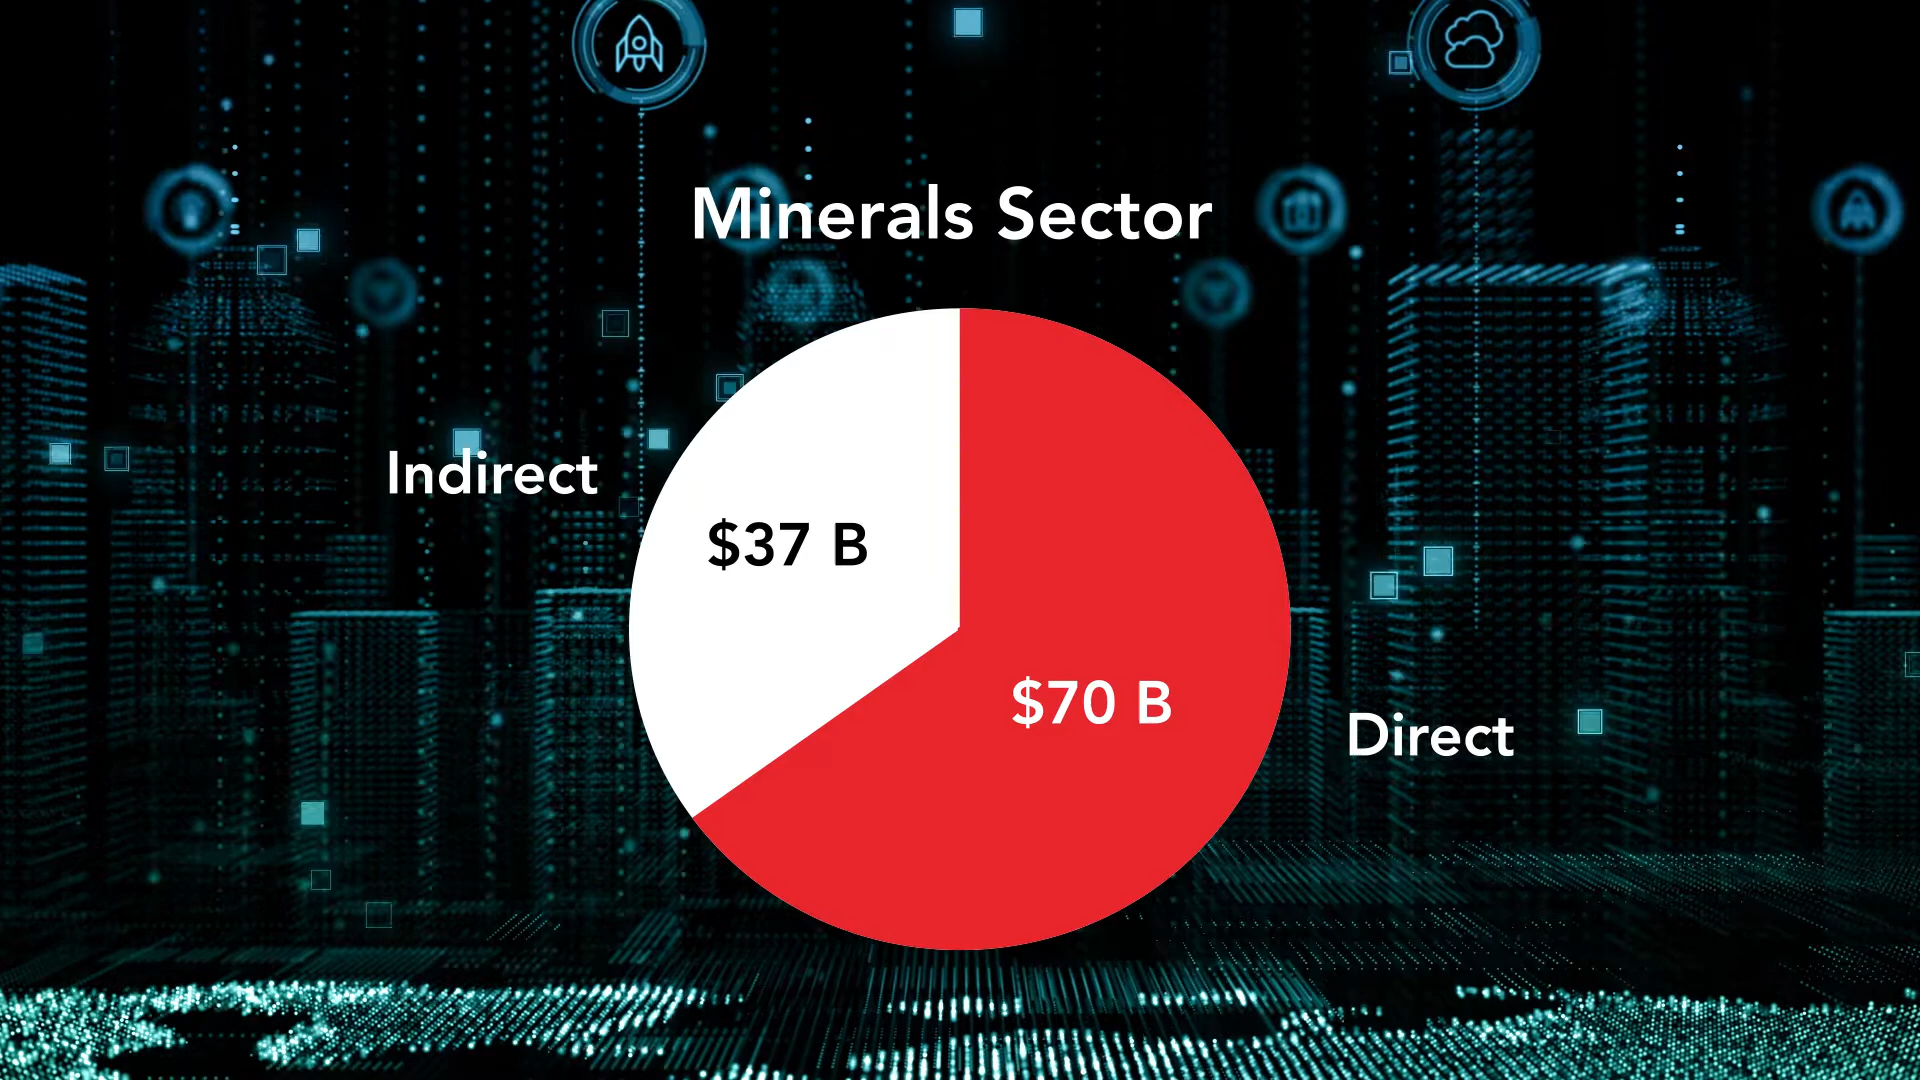 Minerals Sector
Indirect
$37 B
$70 B
Direct